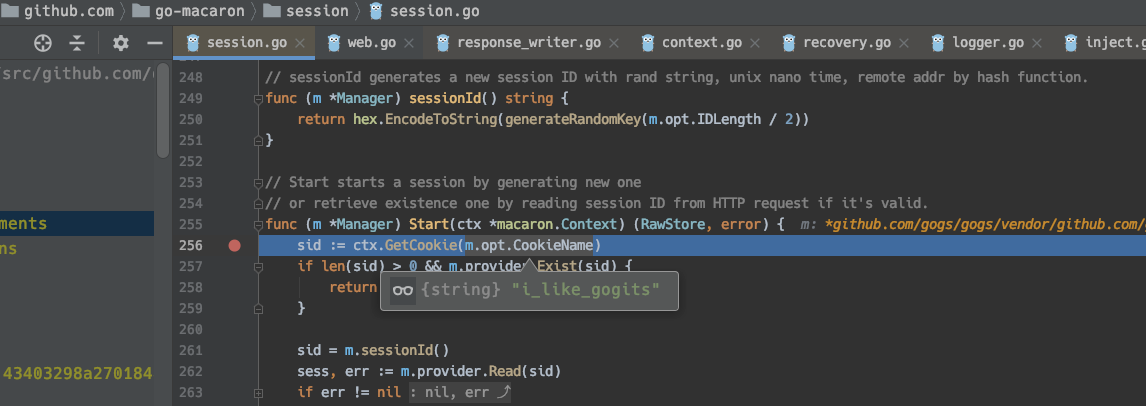 github.com go-macaron session session.go
session.go web.go response_writer.go context.go recovery.go logger.go inject.g
/src/github.com/
248 // sessionId generates a new session ID with rand string, unix nano time, remote addr by hash function.
249 func (m *Manager) sessionId() string {
250 return hex.EncodeToString(generateRandomKey(m.opt.IDLength / 2))
251 }
252
253 // Start starts a session by generating new one
254 // or retrieve existence one by reading session ID from HTTP request if it's valid.
ments
255 func (m *Manager) Start(ctx *macaron.Context) (RawStore, error) { m: *github.com/gogs/gogs/vendor/github.com/
ns
256 sid := ctx.GetCookie(m.opt.CookieName)
257 if len(sid) > 0 && m.provider Exist(sid) {
258 return
{string} "i_like_gogits"
259 }
260
261 sid = m.sessionId()
43403298a270184
262 sess, err := m.provider.Read(sid)
263 if err != nil : nil, err